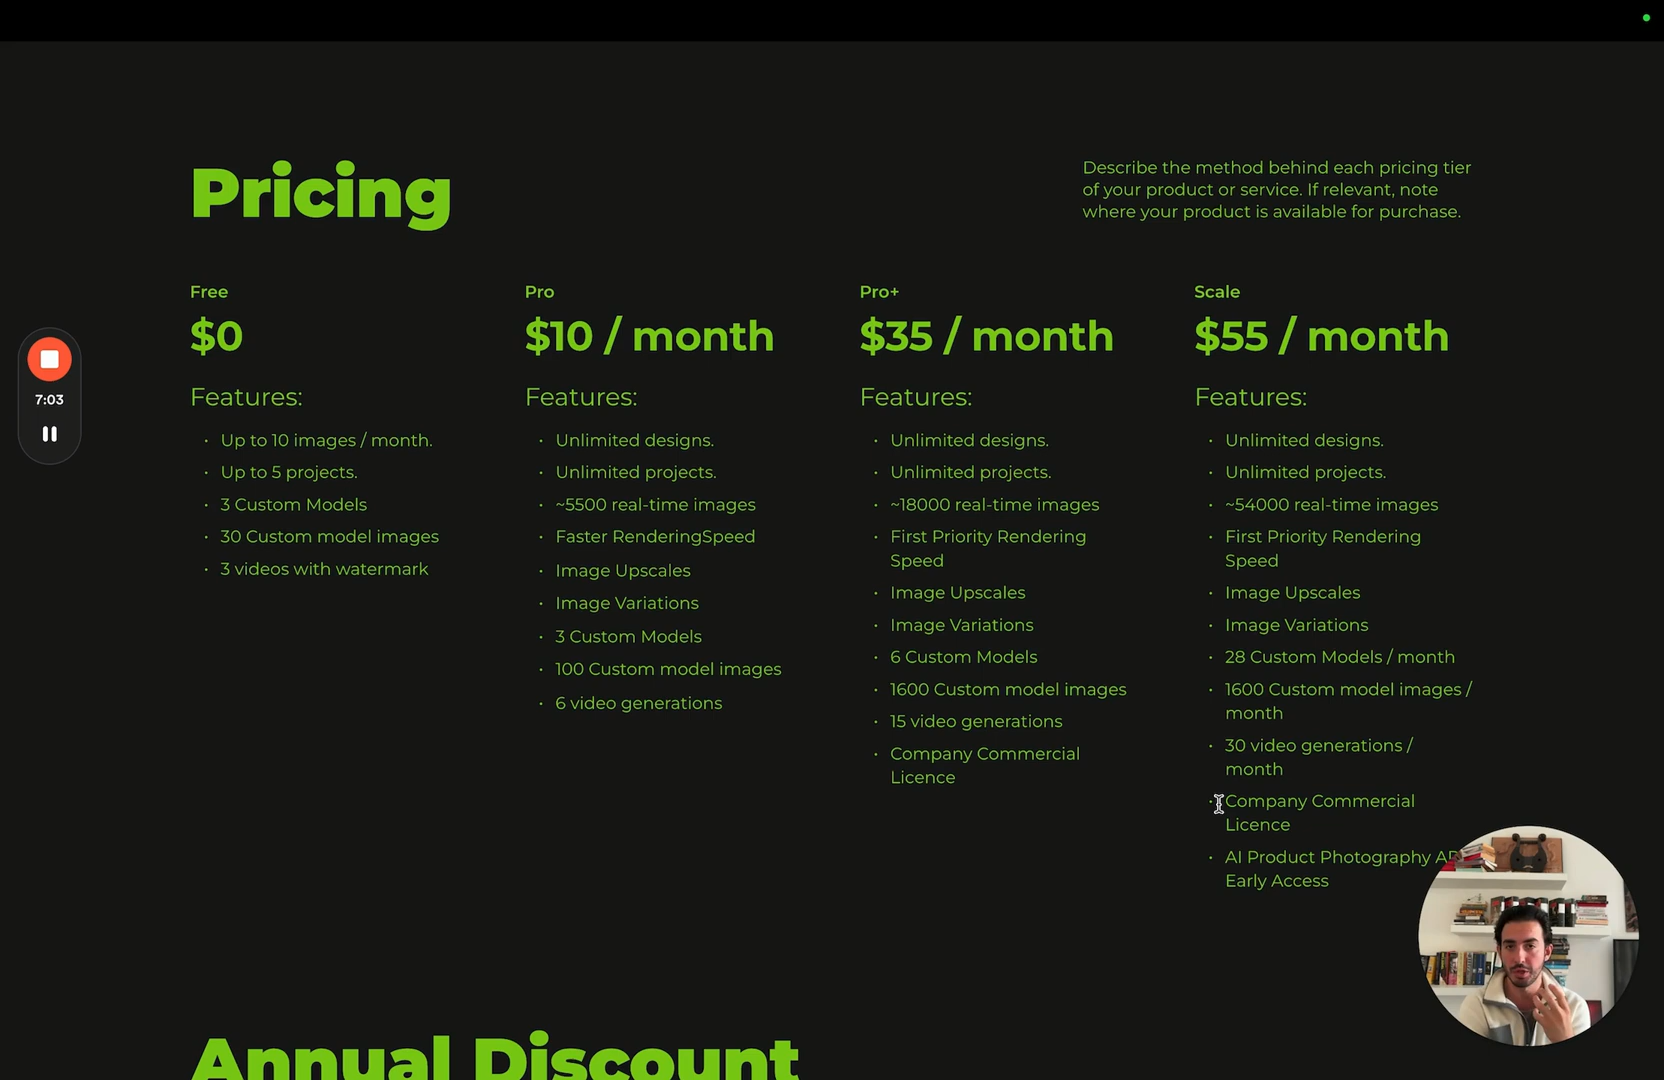 Pricing
Describe the method behind each pricing tier
of your product or service. If relevant, note
where your product is available for purchase.
Free
$0
Features:
· Up to 10 images / month.
· Up to 5 projects.
· 3 Custom Models
· 30 Custom model images
· 3 videos with watermark
Pro
$10 / month
Features:
· Unlimited designs.
· Unlimited projects.
· ~5500 real-time images
· Faster RenderingSpeed
· Image Upscales
· Image Variations
· 3 Custom Models
· 100 Custom model images
· 6 video generations
Pro+
$35 / month
Features:
· Unlimited designs.
· Unlimited projects.
· ~18000 real-time images
· First Priority Rendering
Speed
· Image Upscales
· Image Variations
· 6 Custom Models
· 1600 Custom model images
· 15 video generations
· Company Commercial
Licence
Scale
$55 / month
Features:
· Unlimited designs.
· Unlimited projects.
· ~54000 real-time images
· First Priority Rendering
Speed
· Image Upscales
· Image Variations
· 28 Custom Models / month
· 1600 Custom model images /
month
· 30 video generations /
month
· Company Commercial
Licence
· AI Product Photography
Early Access
7:03
Annual Discount